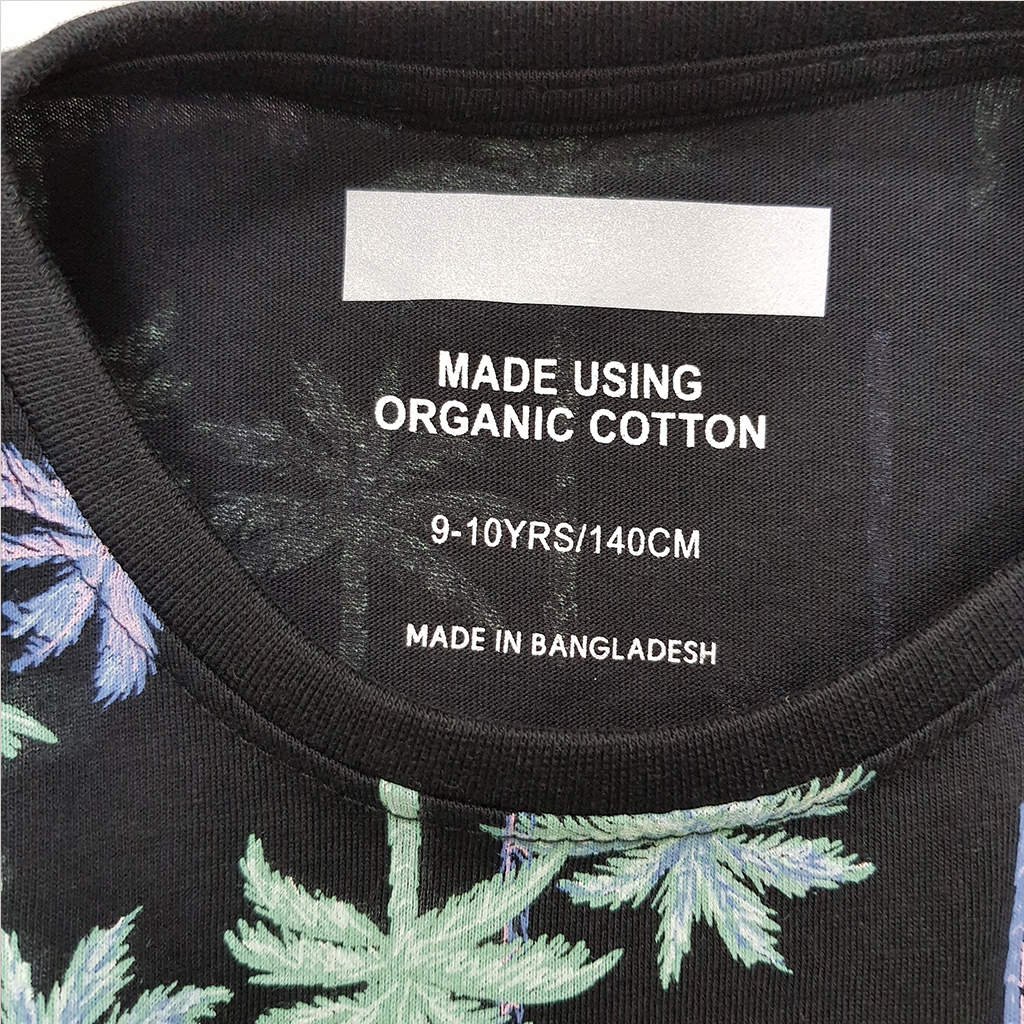 MADE USING
ORGANIC COTTON
9-10YRS/140CM
MADE IN BANGLADESH